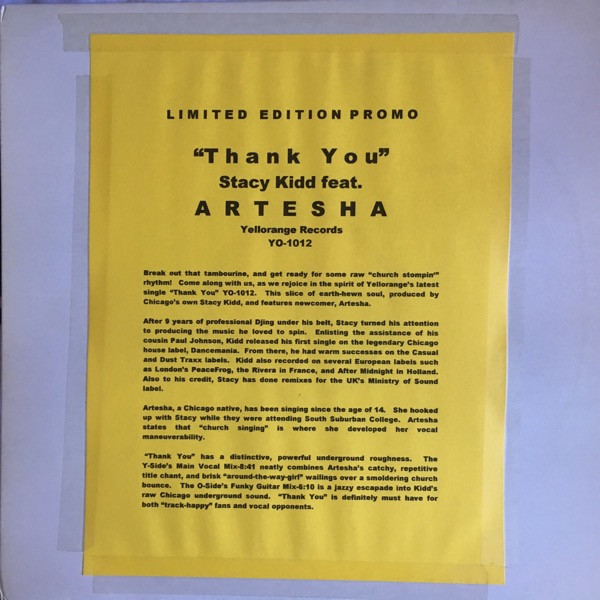 LIMITED EDITION PROMO
“Thank You”
Stacy Kidd feat.
ARTESHA
Yellorange Records
YO-1012
Break out that tambourine, and get ready for some raw “church stompin’”
rhythm! Come along with us, as we rejoice in the spirit of Yellorange’s latest
single “Thank You” YO-1012. This slice of earth-hewn soul, produced by
Chicago’s own Stacy Kidd, and features newcomer, Artesha.
After 9 years of professional Djing under his belt, Stacy turned his attention
to producing the music he loved to spin. Enlisting the assistance of his
cousin Paul Johnson, Kidd released his first single on the legendary Chicago
house label, Dancemania. From there, he had warm successes on the Casual
and Dust Traxx labels. Kidd also recorded on several European labels such
as London’s PeaceFrog, the Rivera in France, and After Midnight in Holland.
Also to his credit, Stacy has done remixes for the UK’s Ministry of Sound
label.
Artesha, a Chicago native, has been singing since the age of 14. She hooked
up with Stacy while they were attending South Suburban College. Artesha
states that “church singing” is where she developed her vocal
maneuverability.
“Thank You” has a distinctive, powerful underground roughness. The
Y-Side’s Main Vocal Mix-8:41 neatly combines Artesha’s catchy, repetitive
title chant, and brisk “around-the-way-girl” wailings over a smoldering church
bounce. The O-Side’s Funky Guitar Mix-6:10 is a jazzy escapade into Kidd’s
raw Chicago underground sound. “Thank You” is definitely must have for
both “track-happy” fans and vocal opponents.